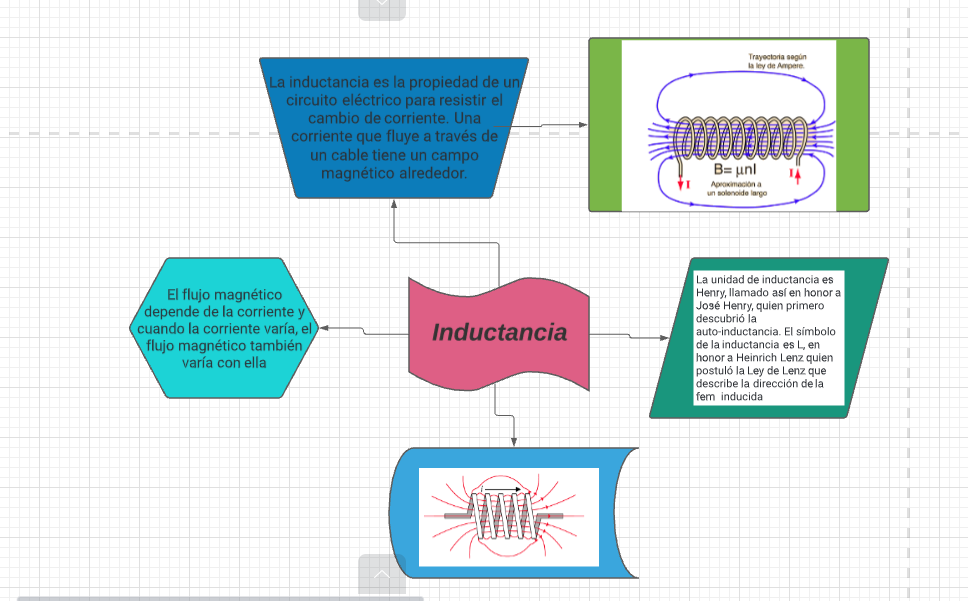 La inductancia es la propiedad de un
circuito eléctrico para resistir el
cambio de corriente. Una
corriente que fluye a través de
un cable tiene un campo
magnético alrededor.
Trayectoria según
la ley de Ampere.
B= μnI
I
I
Aproximación a
un solenoide largo
El flujo magnético
depende de la corriente y
cuando la corriente varía, el
flujo magnético también
varía con ella
Inductancia
La unidad de inductancia es
Henry, llamado así en honor a
José Henry, quien primero
descubrió la
auto-inductancia. El símbolo
de la inductancia es L, en
honor a Heinrich Lenz quien
postuló la Ley de Lenz que
describe la dirección de la
fem inducida
i